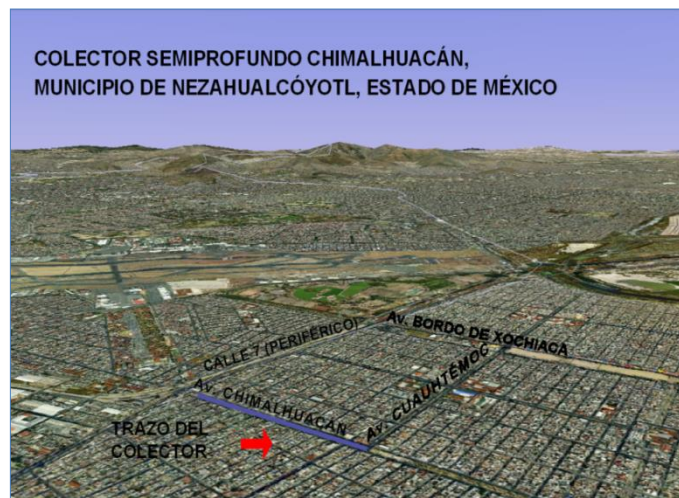 COLECTOR SEMIPROFUNDO CHIMALHUACÁN,
MUNICIPIO DE NEZAHUALCÓYOTL, ESTADO DE MÉXICO
Av. BORDO DE XOCHIACA
CALLE 7 (PERIFÉRICO)
Av. CHIMALHUACÁN
Av. CUAUHTÉMOC
TRAZO DEL
COLECTOR